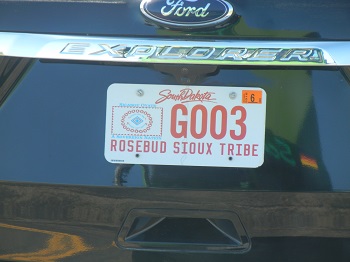 Ford
EXPLORER
South Dakota
6
G003
ROSEBUD SIOUX TRIBE